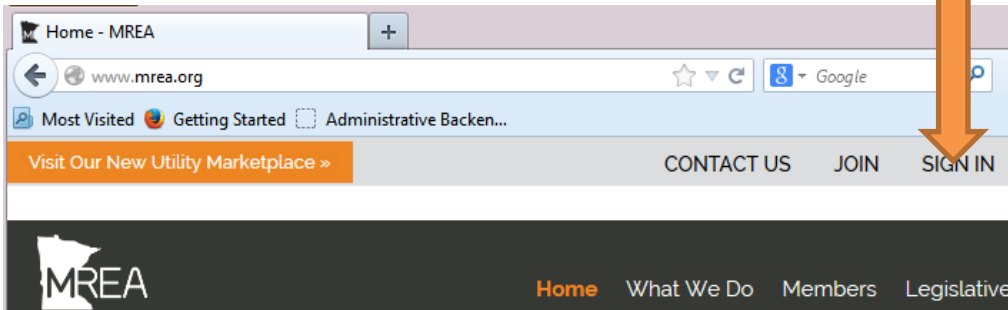 Home - MREA
www.mrea.org
Google
Most Visited Getting Started Administrative Backen...
Visit Our New Utility Marketplace » CONTACT US JOIN SIGN IN
MREA
Home What We Do Members Legislative